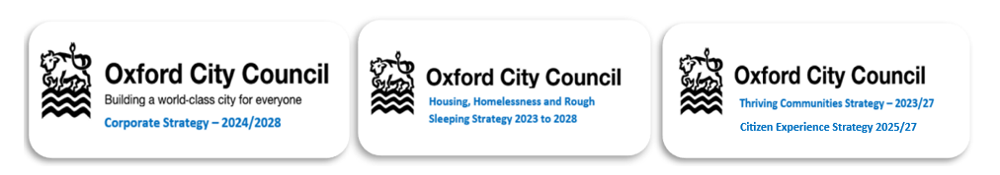 Oxford City Council
Building a world-class city for everyone
Corporate Strategy – 2024/2028
Oxford City Council
Housing, Homelessness and Rough
Sleeping Strategy 2023 to 2028
Oxford City Council
Thriving Communities Strategy – 2023/27
Citizen Experience Strategy 2025/27